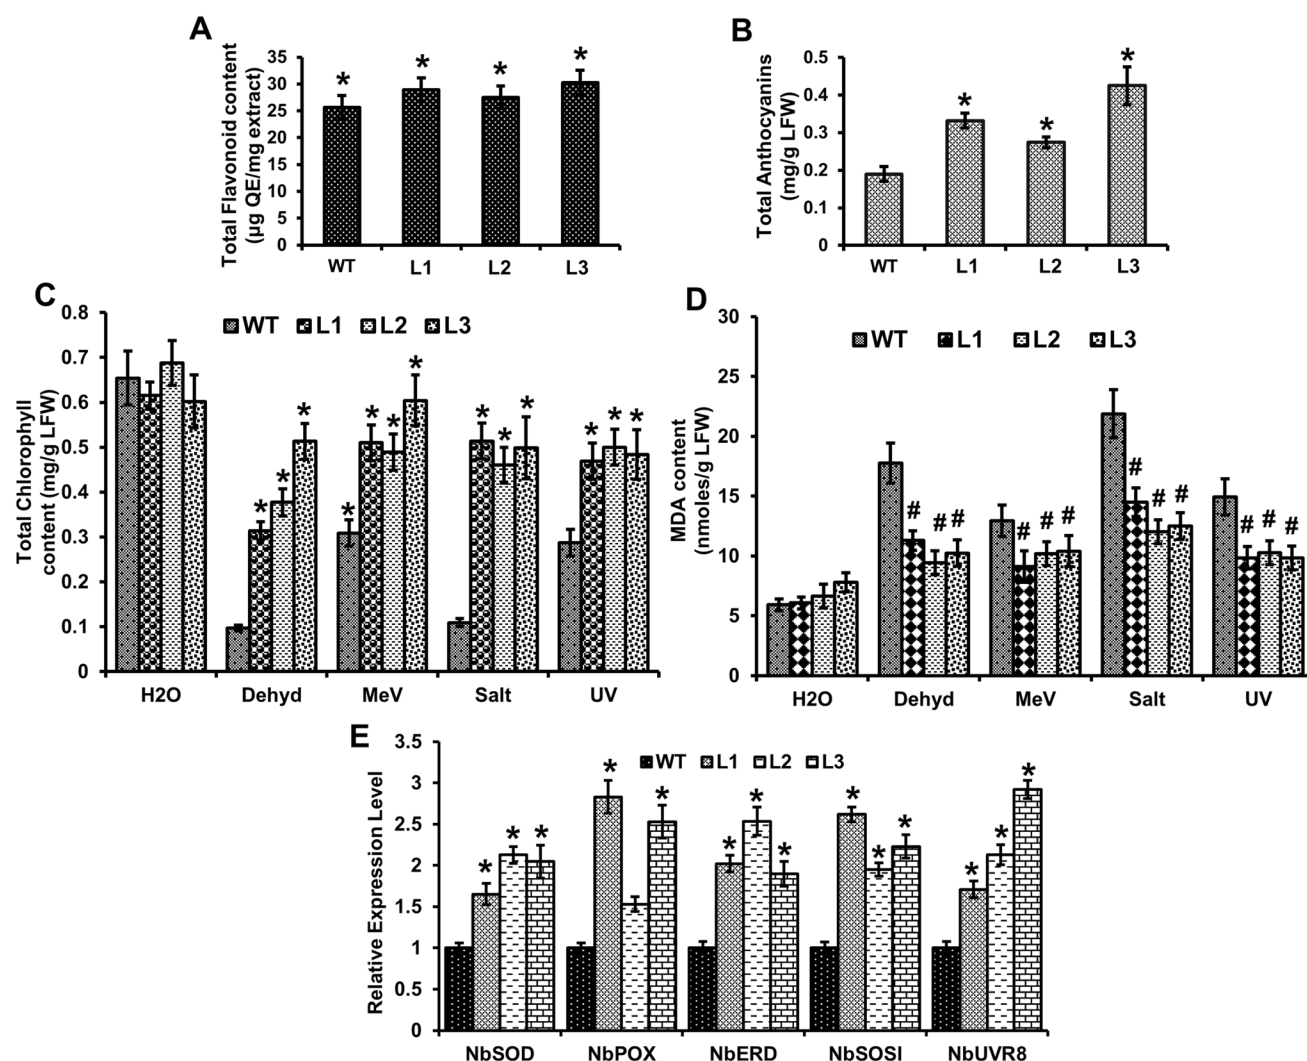 A
Total Flavonoid content
(µg QE/mg extract)
35
30
25
20
15
10
5
0
* * * *
WT L1 L2 L3
B
Total Anthocyanins
(mg/g LFW)
0.5
0.4
0.3
0.2
0.1
0
* * *
WT L1 L2 L3
C
Total Chlorophyll
content (mg/g LFW)
0.8
0.7
0.6
0.5
0.4
0.3
0.2
0.1
0
WT L1 L2 L3
* * * * * * * * * * * * *
H2O Dehyd MeV Salt UV
D
MDA content
(nmoles/g LFW)
30
25
20
15
10
5
0
WT L1 L2 L3
# # # # # # # # # # # #
H2O Dehyd MeV Salt UV
E
Relative Expression Level
3.5
3
2.5
2
1.5
1
0.5
0
WT L1 L2 L3
* * * * * * * * * * * * * *
NbSOD NbPOX NbERD NbSOSI NbUVR8